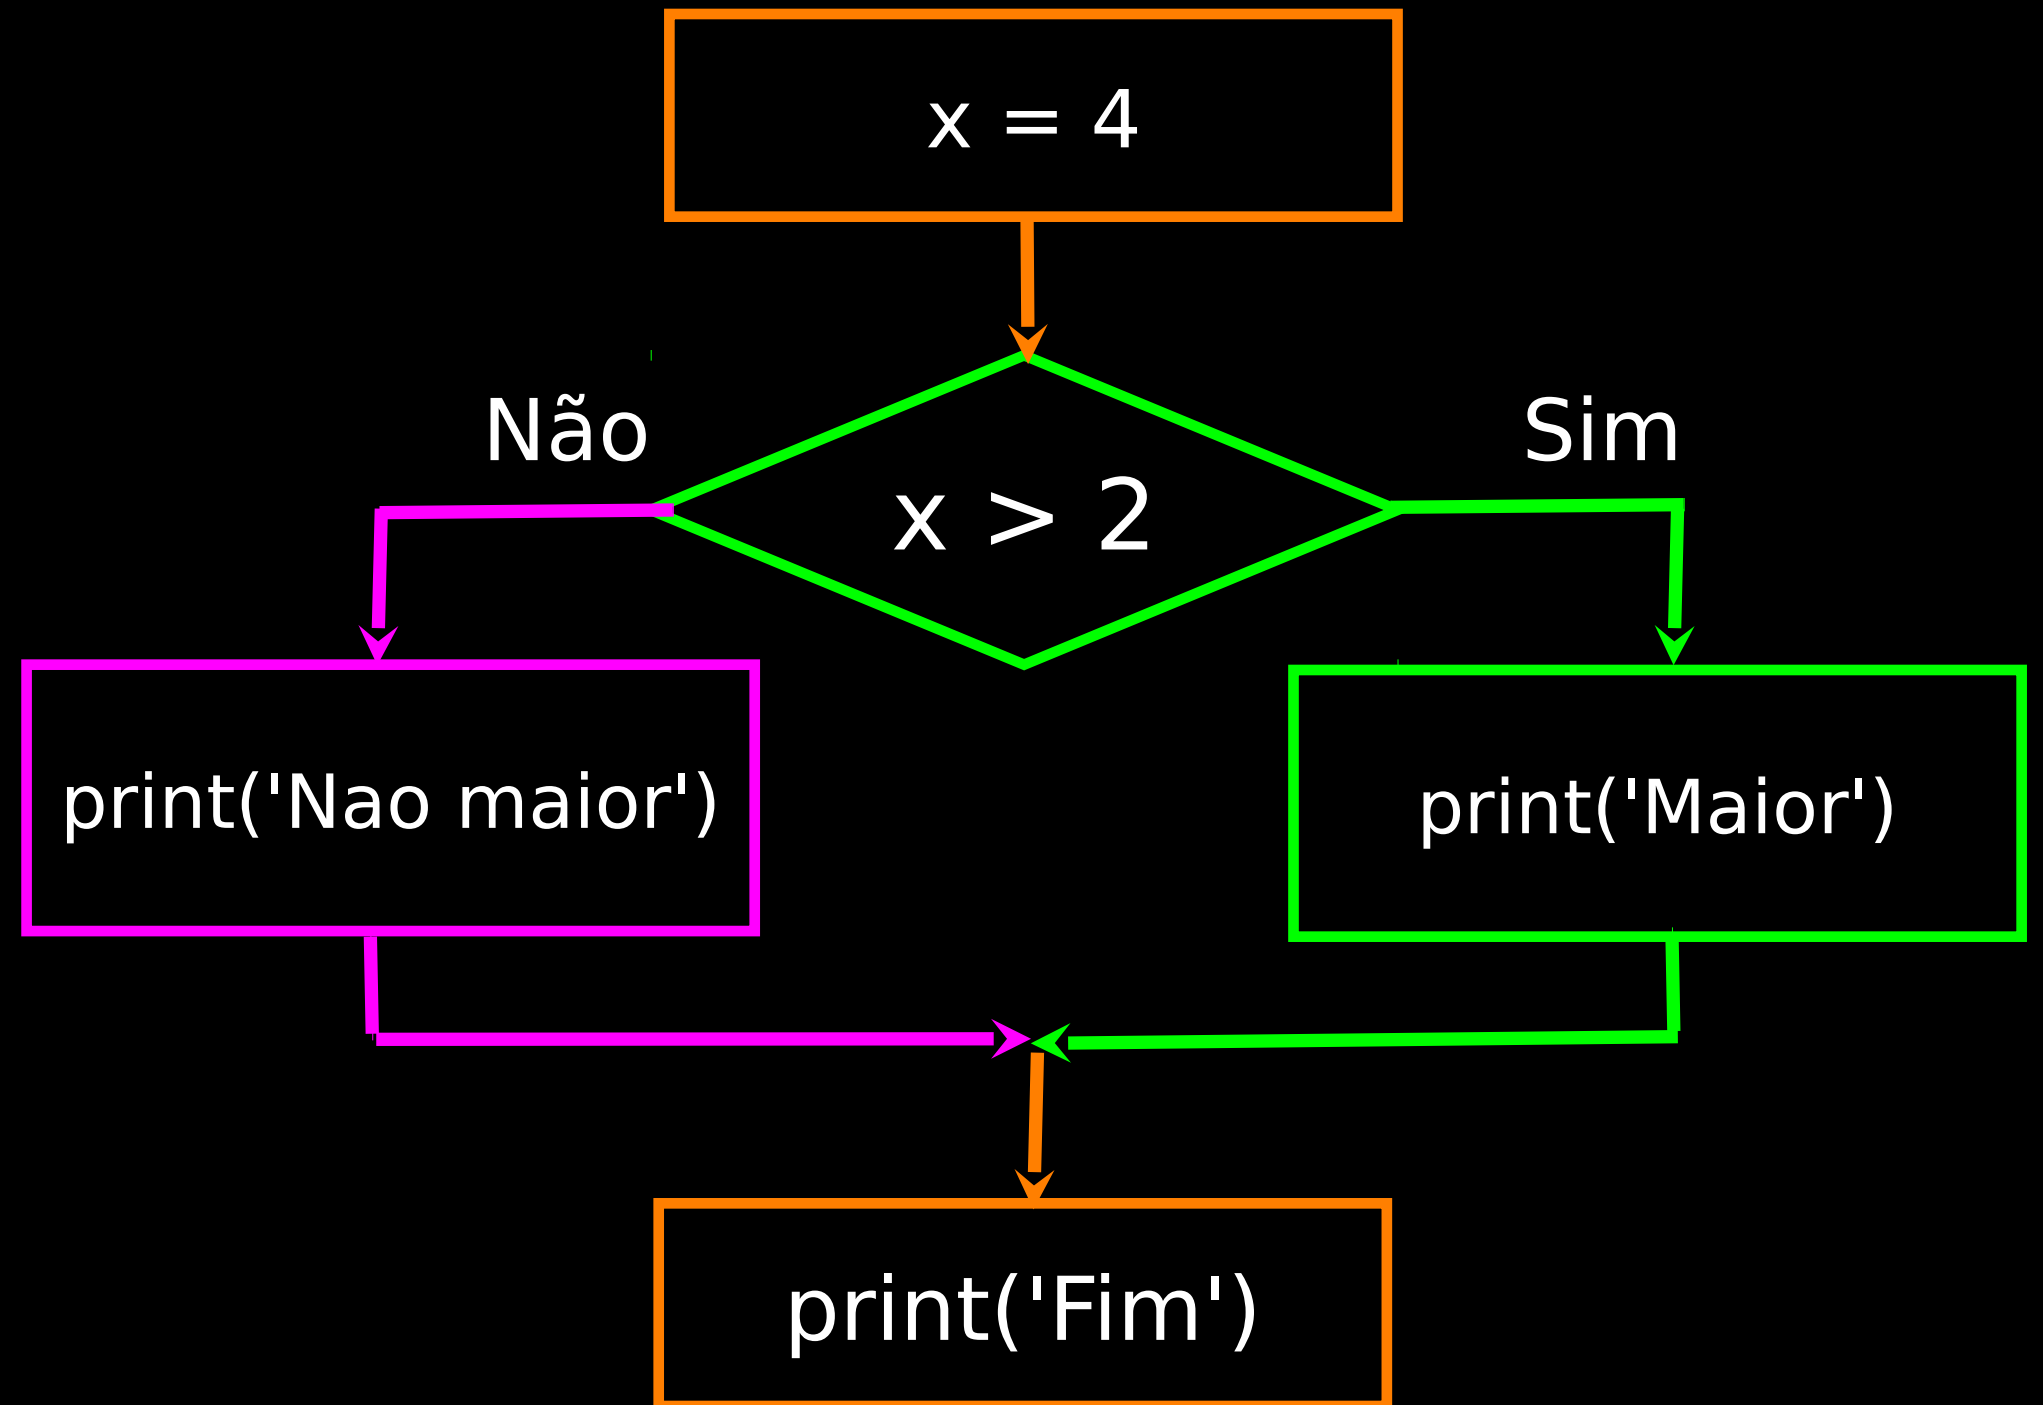 x = 4
Não
Sim
x > 2
print('Nao maior')
print('Maior')
print('Fim')